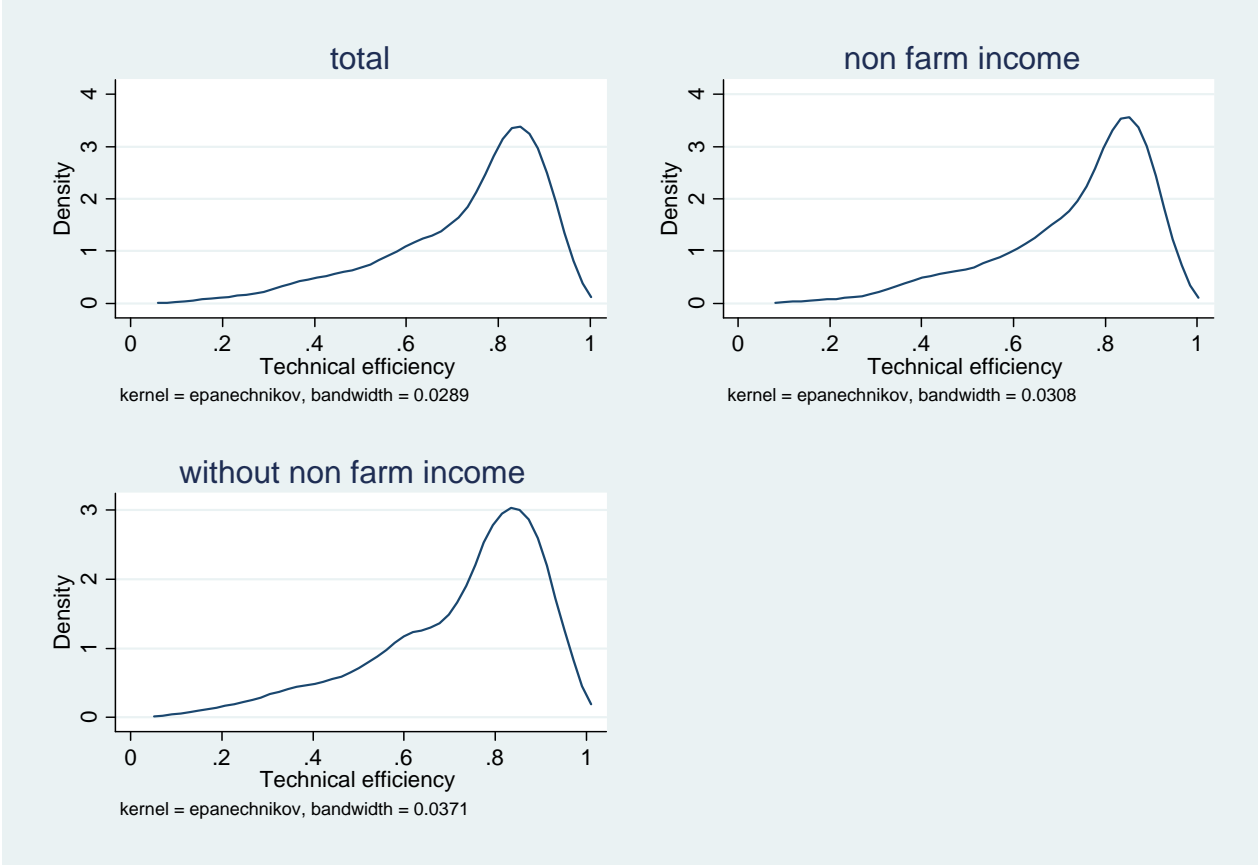 total
Density
4
3
2
1
0
0 .2 .4 .6 .8 1
Technical efficiency
kernel = epanechnikov, bandwidth = 0.0289
non farm income
Density
4
3
2
1
0
0 .2 .4 .6 .8 1
Technical efficiency
kernel = epanechnikov, bandwidth = 0.0308
without non farm income
Density
3
2
1
0
0 .2 .4 .6 .8 1
Technical efficiency
kernel = epanechnikov, bandwidth = 0.0371